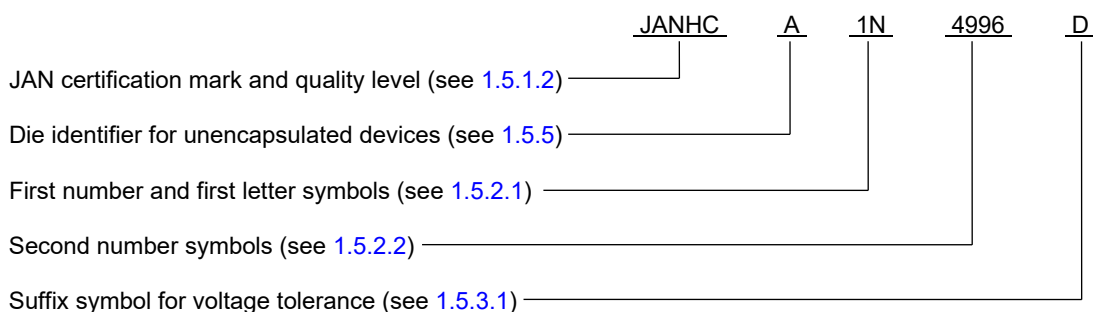 JANHC A 1N 4996 D
JAN certification mark and quality level (see 1.5.1.2)
Die identifier for unencapsulated devices (see 1.5.5)
First number and first letter symbols (see 1.5.2.1)
Second number symbols (see 1.5.2.2)
Suffix symbol for voltage tolerance (see 1.5.3.1)